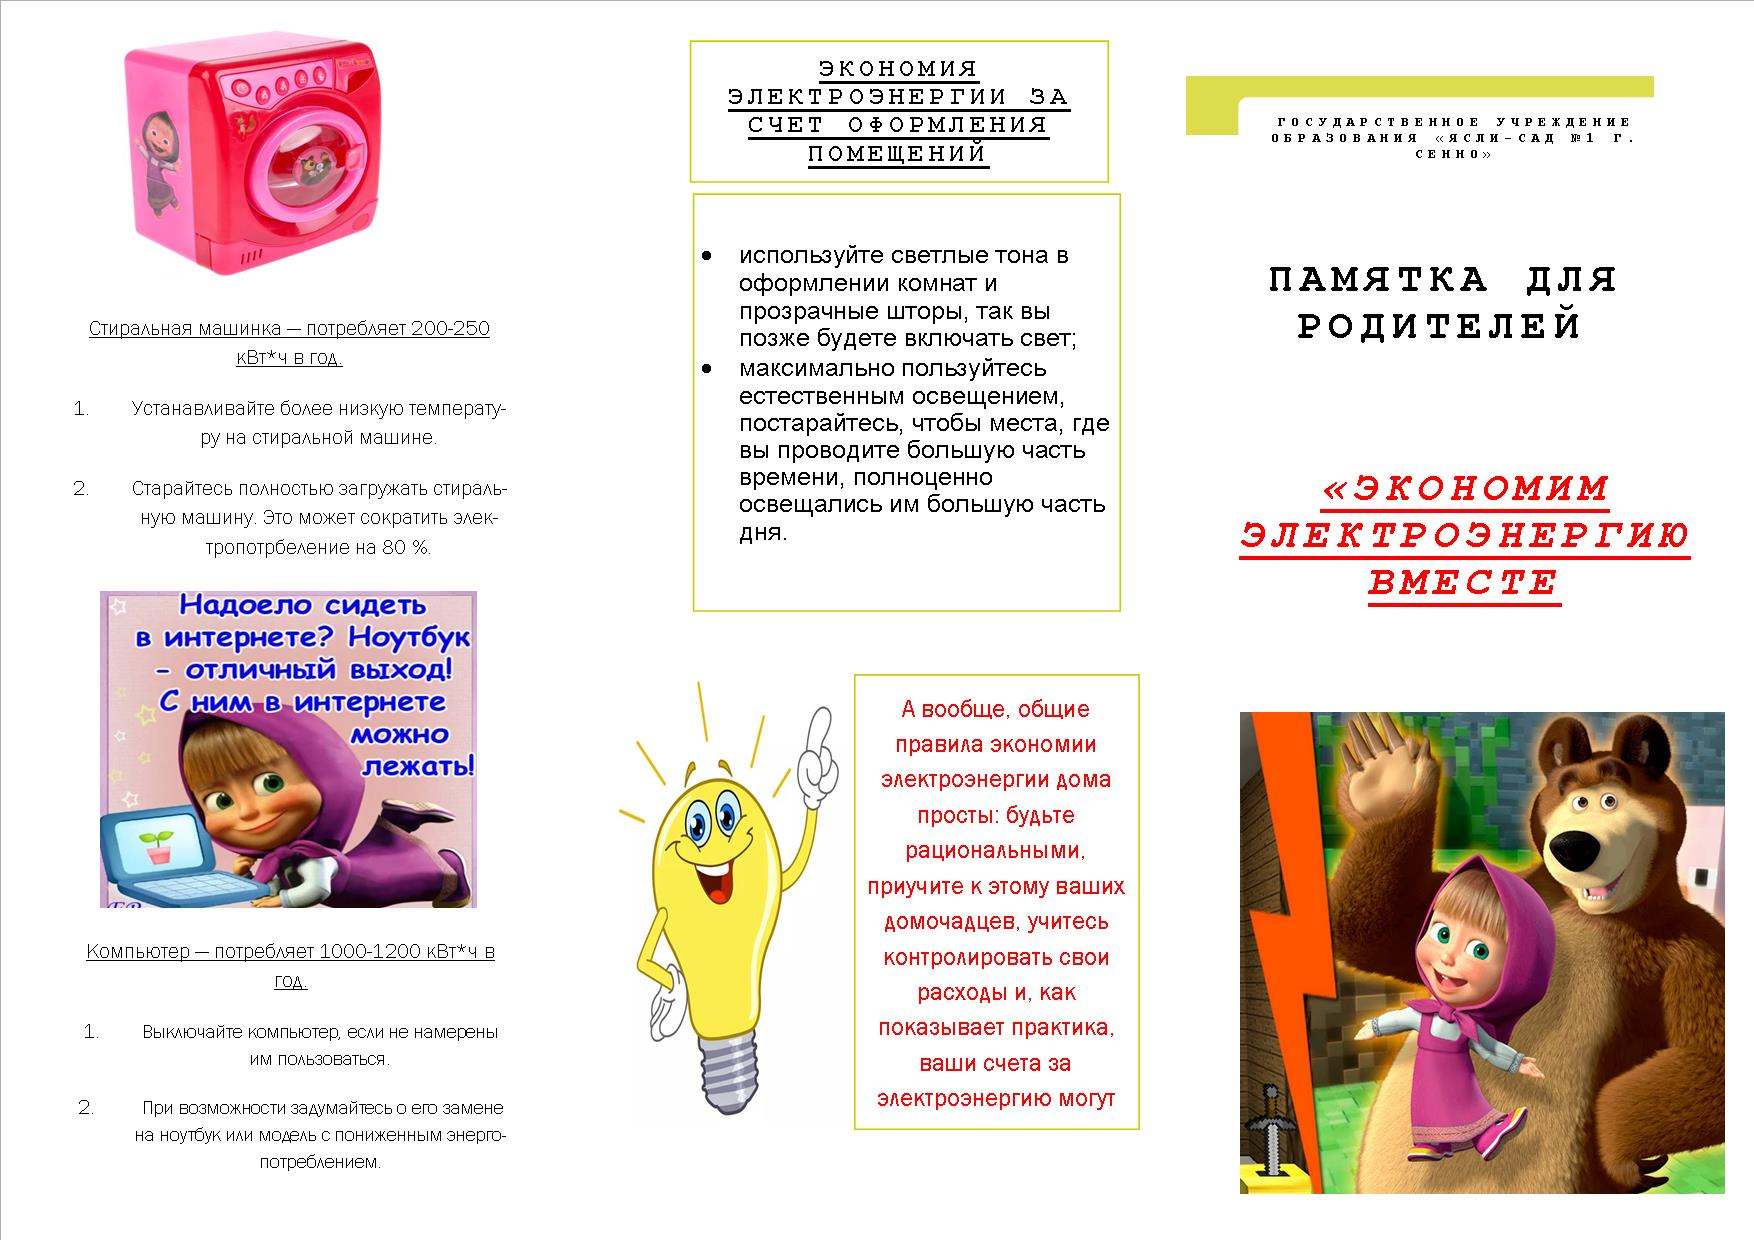 Стиральная машинка — потребляет 200-250
кВт*ч в год.
1. Устанавливайте более низкую температу-
ру на стиральной машине.
2. Старайтесь полностью загружать стираль-
ную машину. Это может сократить элек-
тропотрбеление на 80 %.
Надоело сидеть
в интернете? Ноутбук
- отличный выход!
С ним в интернете
можно
лежать!
Компьютер — потребляет 1000-1200 кВт*ч в
год.
1. Выключайте компьютер, если не намерены
им пользоваться.
2. При возможности задумайтесь о его замене
на ноутбук или модель с пониженным энерго-
потреблением.
ЭКОНОМИЯ
ЭЛЕКТРОЭНЕРГИИ ЗА
СЧЕТ ОФОРМЛЕНИЯ
ПОМЕЩЕНИЙ
• используйте светлые тона в
оформлении комнат и
прозрачные шторы, так вы
позже будете включать свет;
• максимально пользуйтесь
естественным освещением,
постарайтесь, чтобы места, где
вы проводите большую часть
времени, полноценно
освещались им большую часть
дня.
А вообще, общие
правила экономии
электроэнергии дома
просты: будьте
рациональными,
приучите к этому ваших
домочадцев, учитесь
контролировать свои
расходы и, как
показывает практика,
ваши счета за
электроэнергию могут
ГОСУДАРСТВЕННОЕ УЧРЕЖДЕНИЕ
ОБРАЗОВАНИЯ «ЯСЛИ-САД №1 Г.
СЕННО»
ПАМЯТКА ДЛЯ
РОДИТЕЛЕЙ
«ЭКОНОМИМ
ЭЛЕКТРОЭНЕРГИЮ
ВМЕСТЕ